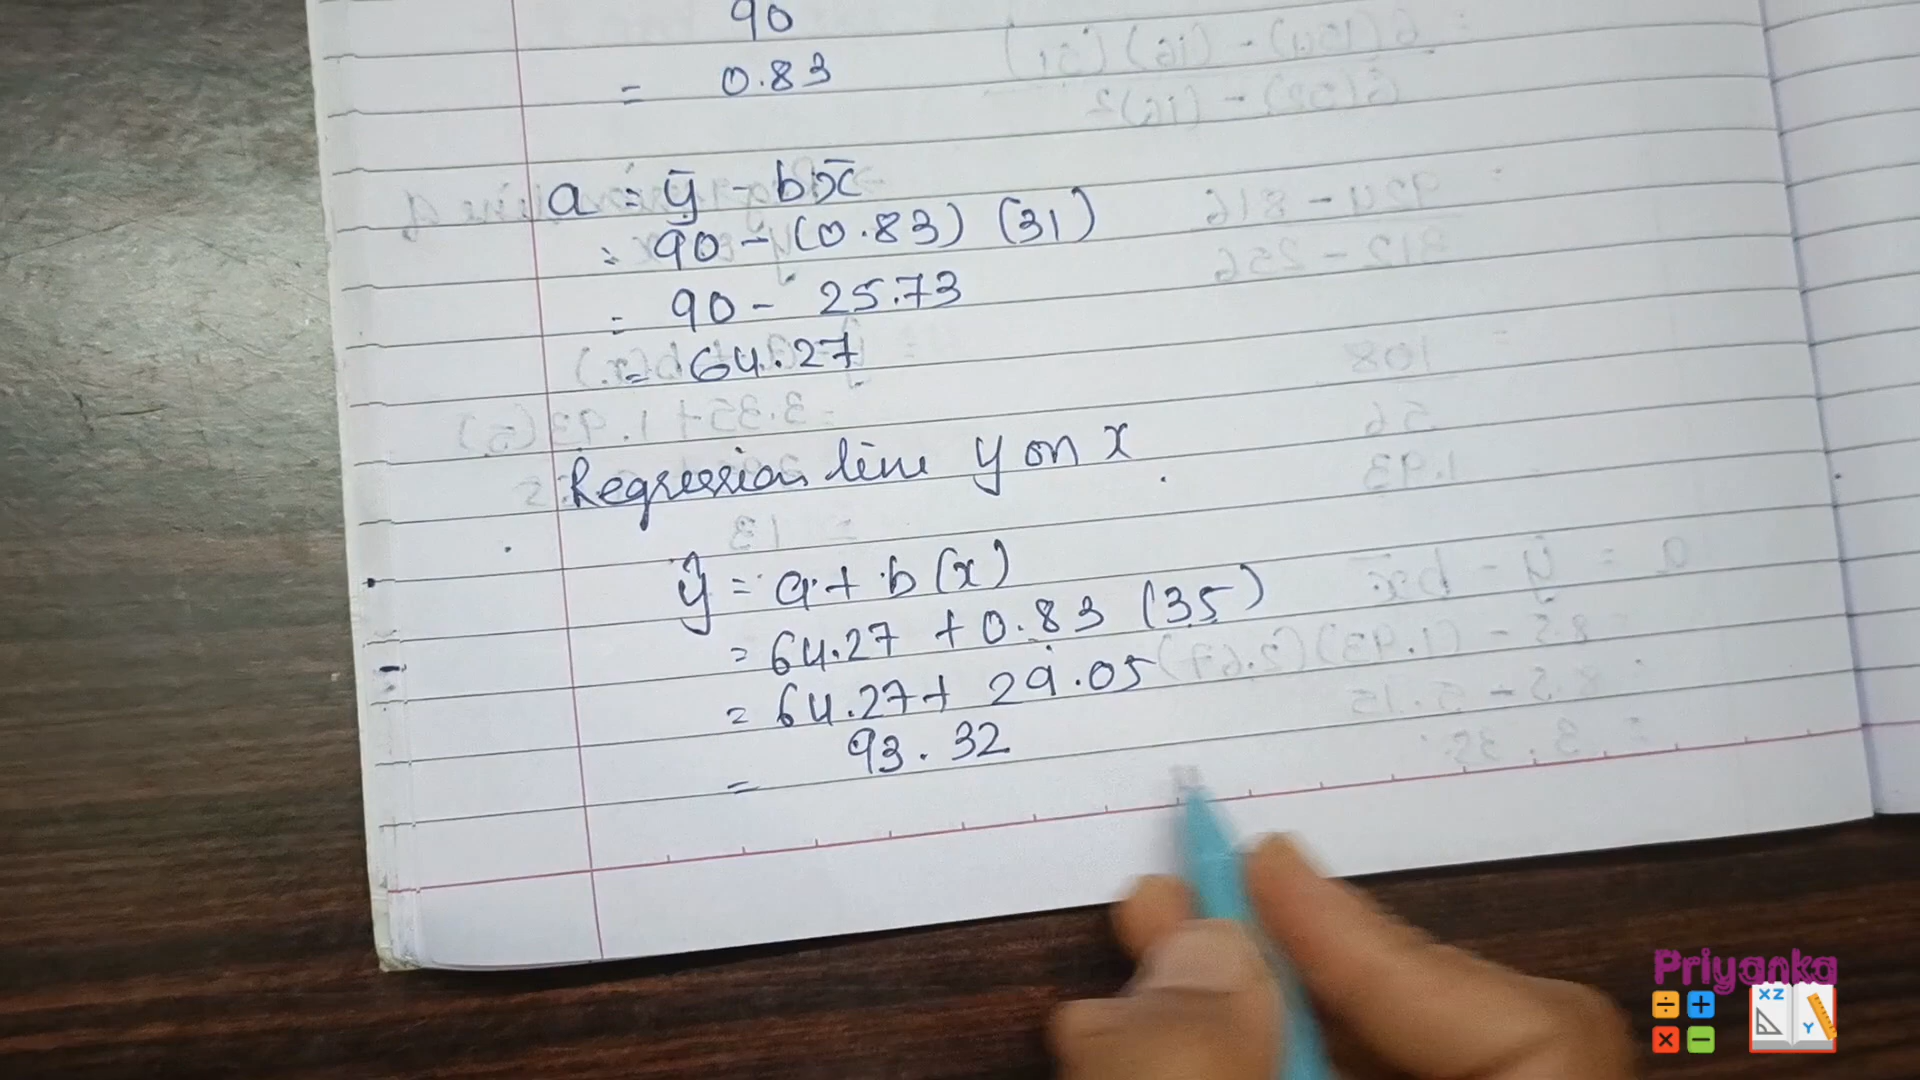 90
= 0.83
a = ȳ - bx̄
= 90 - (0.83) (31)
= 90 - 25.73
= 64.27
Regression line y on x
ŷ = a + b (x)
= 64.27 + 0.83 (35)
= 64.27 + 29.05
= 93.32
Priyanka
÷ +
× -
XZ
Y